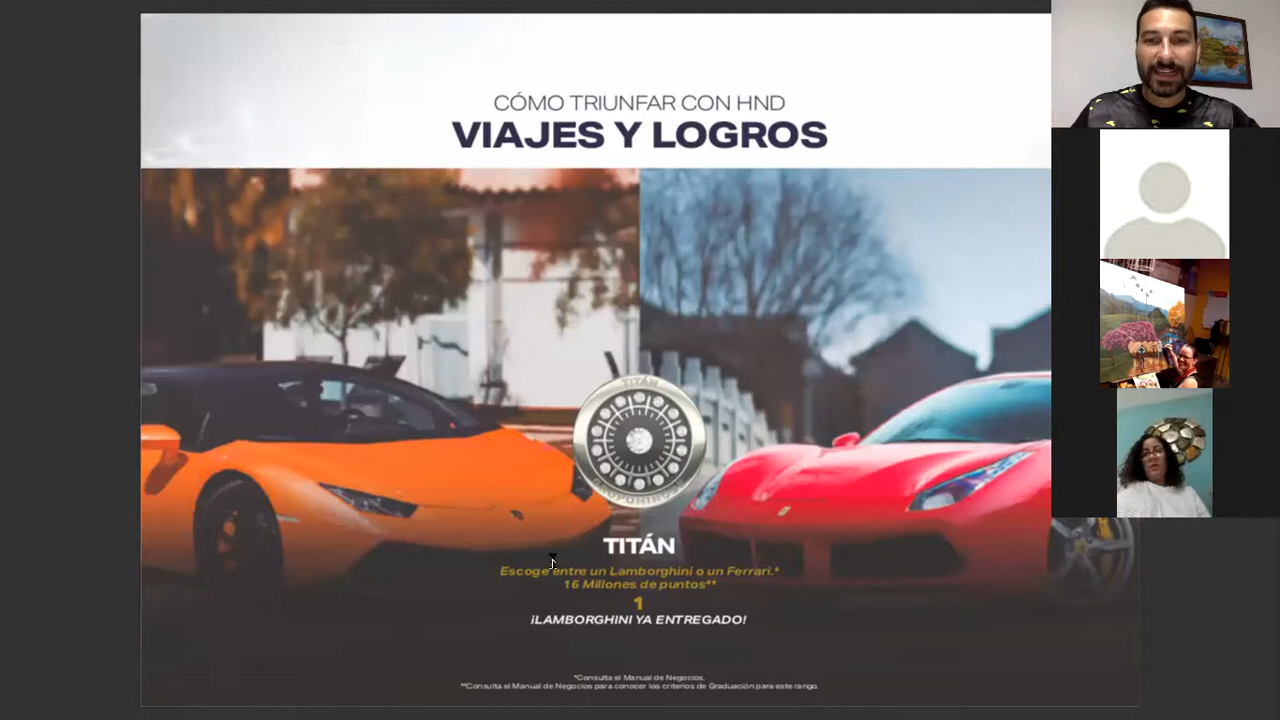 CÓMO TRIUNFAR CON HND
VIAJES Y LOGROS
TITÁN
TITÁN
Escoge entre un Lamborghini o un Ferrari.*
16 Millones de puntos**
1
¡LAMBORGHINI YA ENTREGADO!
*Consulta el Manual de Negocios.
**Consulta el Manual de Negocios para conocer los criterios de Graduación para este rango.